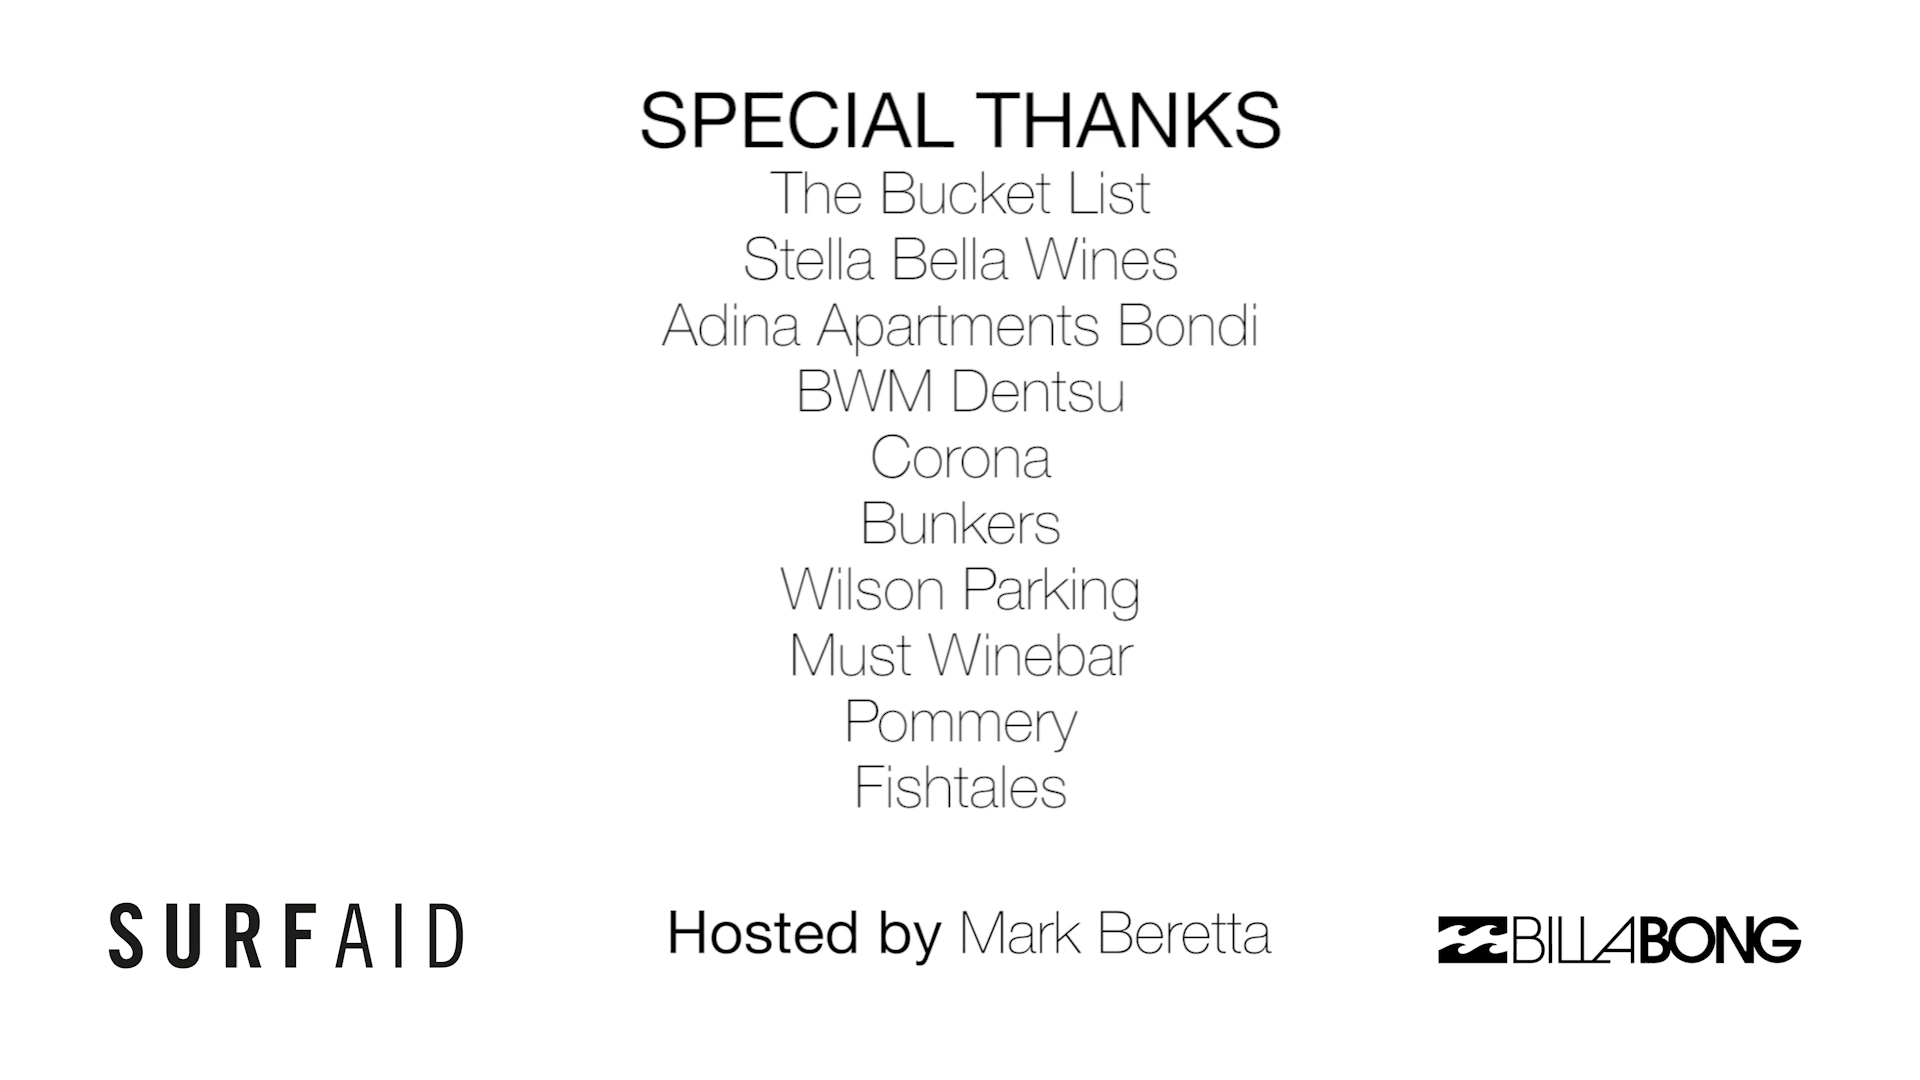 SPECIAL THANKS
The Bucket List
Stella Bella Wines
Adina Apartments Bondi
BWM Dentsu
Corona
Bunkers
Wilson Parking
Must Winebar
Pommery
Fishtales
SURFAID
Hosted by Mark Beretta
BILLABONG